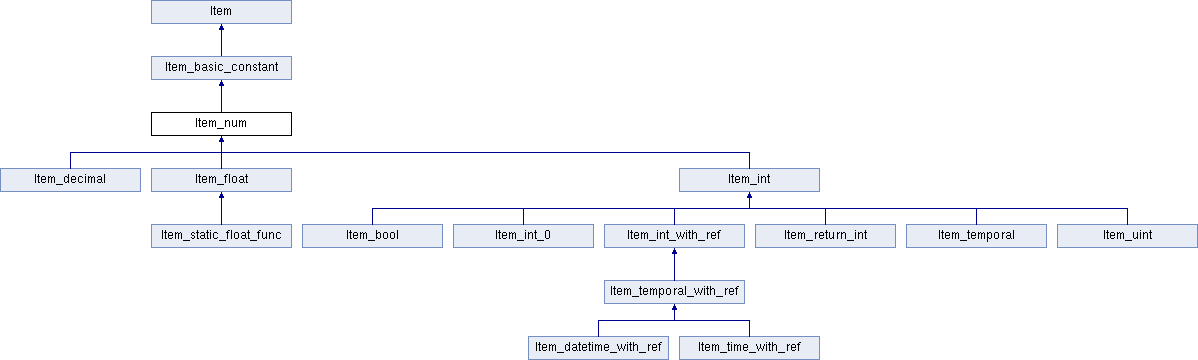 Item
Item_basic_constant
Item_num
Item_decimal
Item_float
Item_int
Item_static_float_func
Item_bool
Item_int_0
Item_int_with_ref
Item_return_int
Item_temporal
Item_uint
Item_temporal_with_ref
Item_datetime_with_ref
Item_time_with_ref